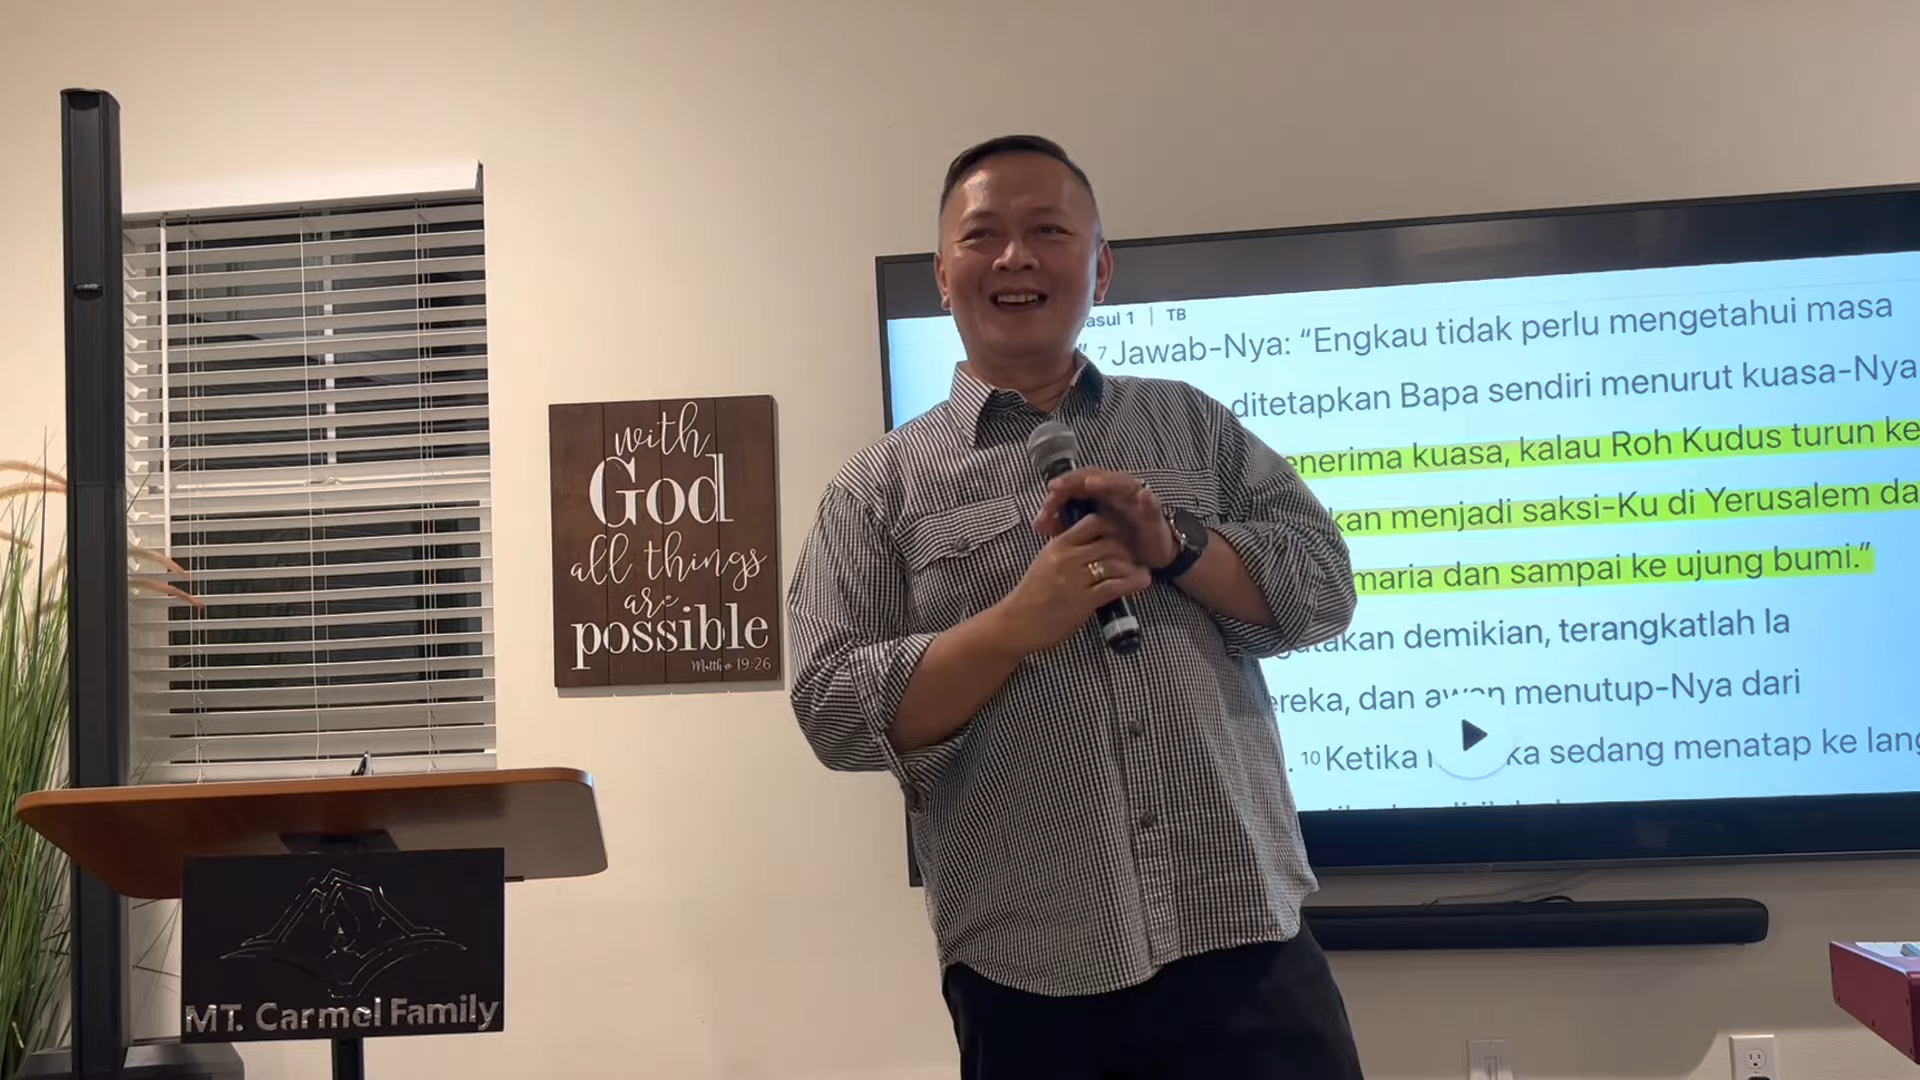 with
God
all things
are
possible
Matthew 19:26
MT. Carmel Family
asul 1 | TB
” 7 Jawab-Nya: “Engkau tidak perlu mengetahui masa
ditetapkan Bapa sendiri menurut kuasa-Nya
enerima kuasa, kalau Roh Kudus turun ke
kan menjadi saksi-Ku di Yerusalem da
maria dan sampai ke ujung bumi.”
akan demikian, terangkatlah Ia
ereka, dan awan menutup-Nya dari
. 10 Ketika ka sedang menatap ke lang